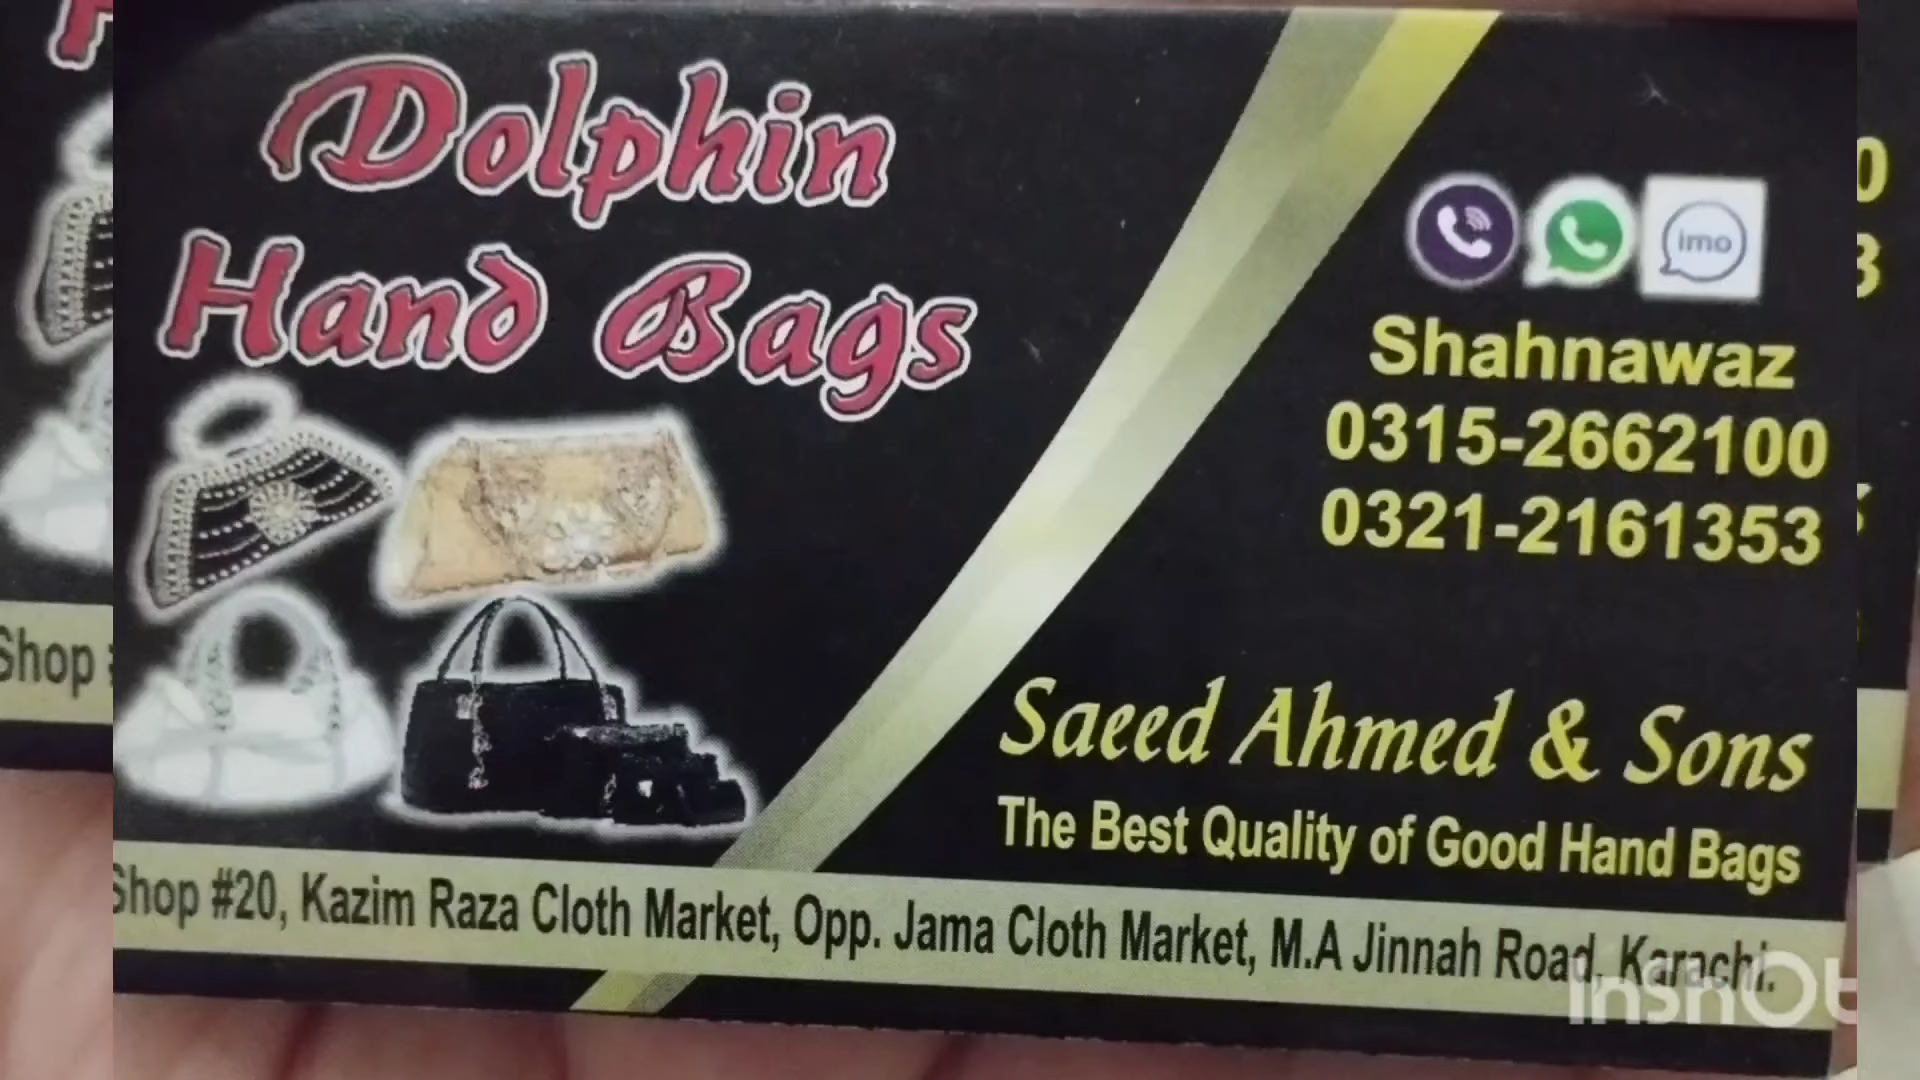 Dolphin
Hand Bags
imo
Shahnawaz
0315-2662100
0321-2161353
Saeed Ahmed & Sons
The Best Quality of Good Hand Bags
Shop #20, Kazim Raza Cloth Market, Opp. Jama Cloth Market, M.A Jinnah Road, Karachi.
Shop
InShOt